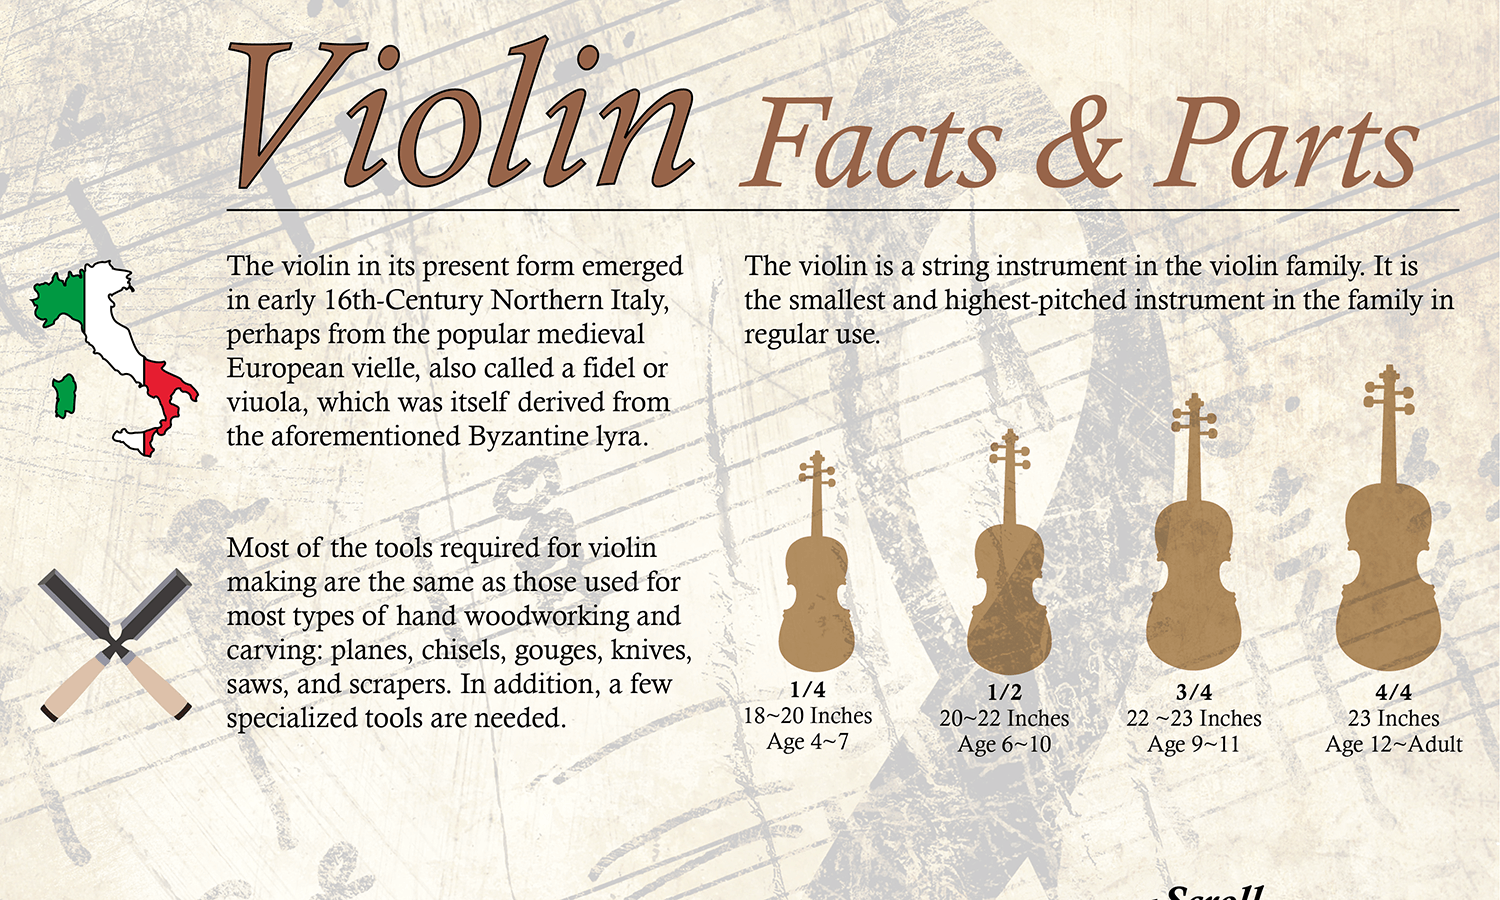 Violin Facts & Parts
The violin in its present form emerged
in early 16th-Century Northern Italy,
perhaps from the popular medieval
European vielle, also called a fidel or
viuola, which was itself derived from
the aforementioned Byzantine lyra.
Most of the tools required for violin
making are the same as those used for
most types of hand woodworking and
carving: planes, chisels, gouges, knives,
saws, and scrapers. In addition, a few
specialized tools are needed.
The violin is a string instrument in the violin family. It is
the smallest and highest-pitched instrument in the family in
regular use.
1/4
18~20 Inches
Age 4~7
1/2
20~22 Inches
Age 6~10
3/4
22 ~23 Inches
Age 9~11
4/4
23 Inches
Age 12~Adult
Scroll